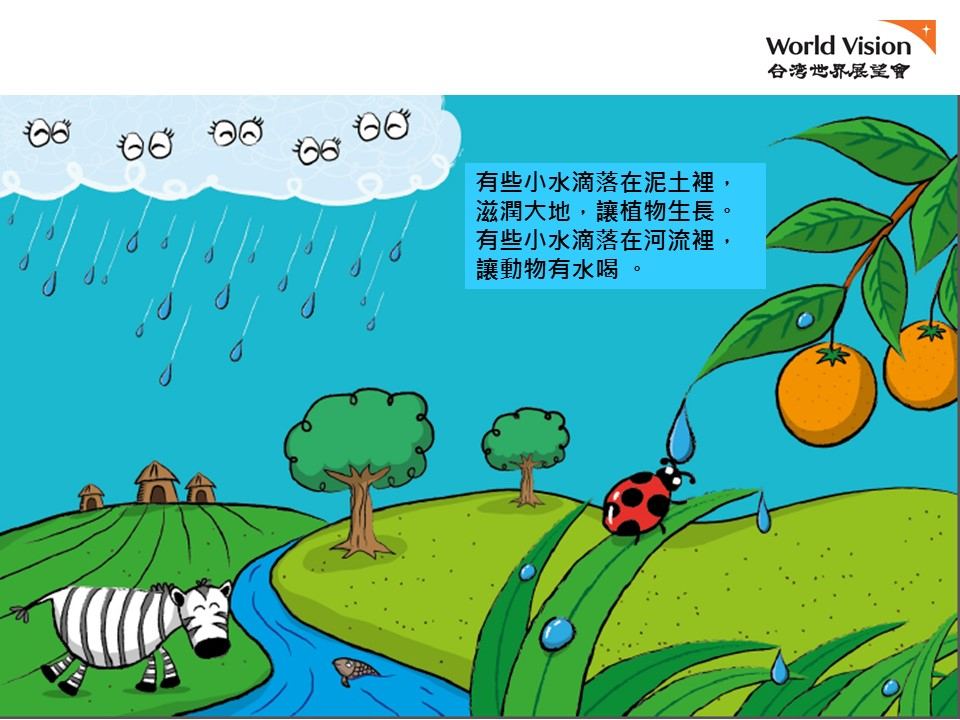 World Vision
台湾世界展望會
有些小水滴落在泥土裡，
滋潤大地，讓植物生長。
有些小水滴落在河流裡，
讓動物有水喝 。